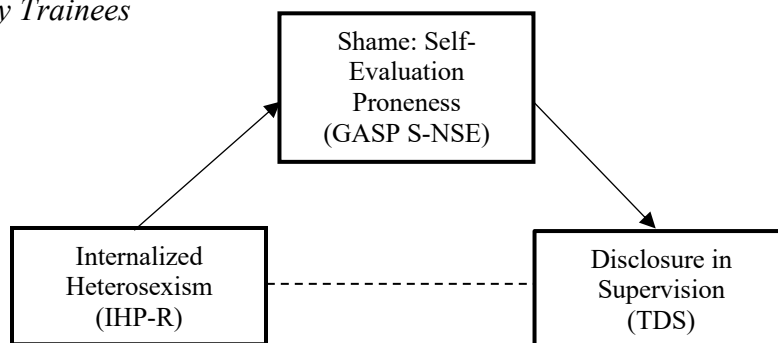 y Trainees
Shame: Self-
Evaluation
Proneness
(GASP S-NSE)
Internalized
Heterosexism
(IHP-R)
Disclosure in
Supervision
(TDS)